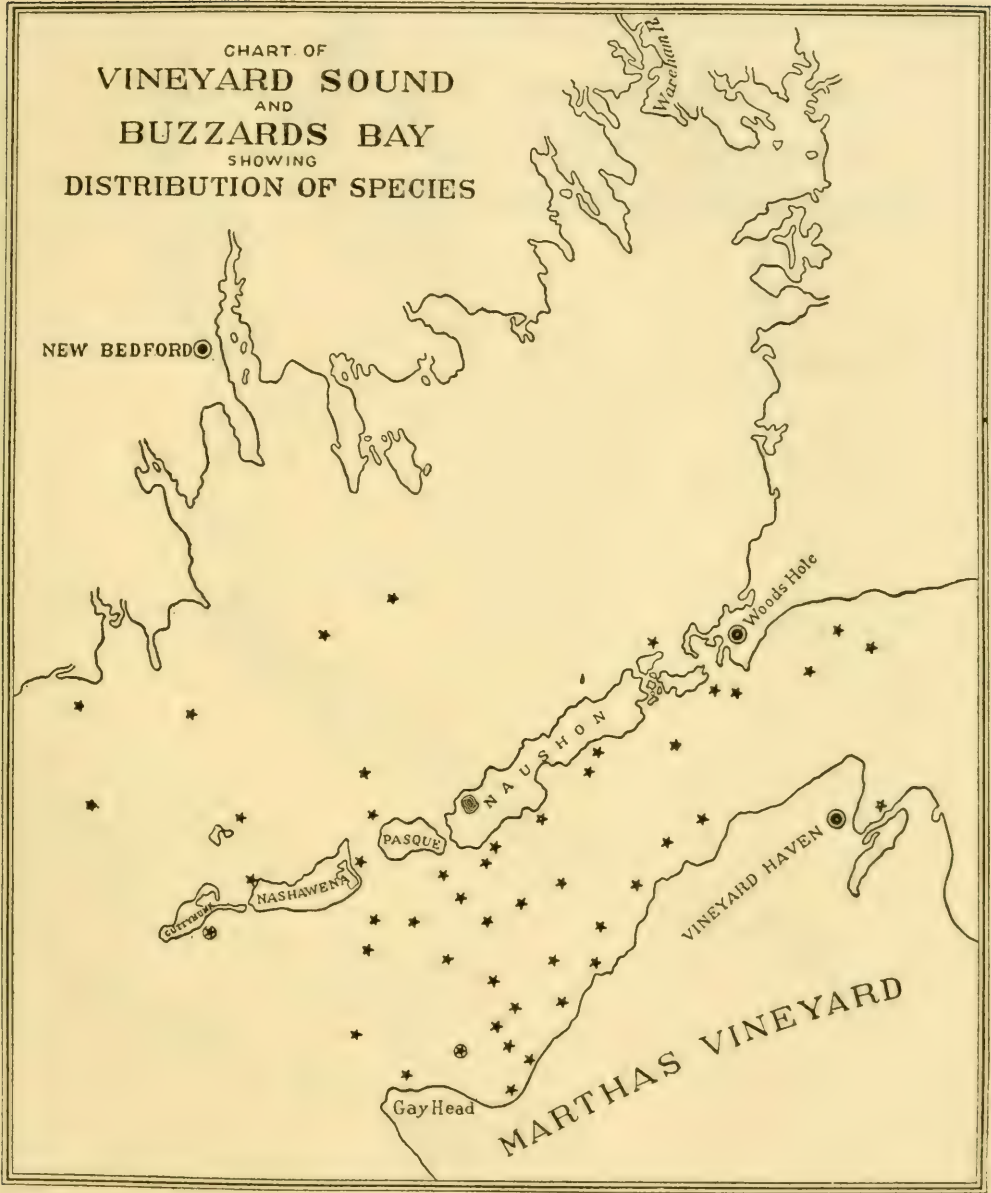 CHART OF
VINEYARD SOUND
AND
BUZZARDS BAY
SHOWING
DISTRIBUTION OF SPECIES
Wareham R.
NEW BEDFORD
Woods Hole
NAUSHON
PASQUE
NASHAWENA
CUTTYHUNK
VINEYARD HAVEN
MARTHAS VINEYARD
Gay Head